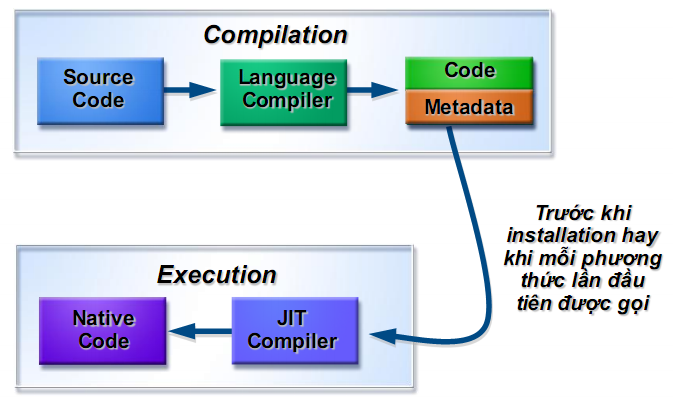 Compilation
Source
Code
Language
Compiler
Code
Metadata
Trước khi
installation hay
khi mỗi phương
thức lần đầu
tiên được gọi
Execution
Native
Code
JIT
Compiler